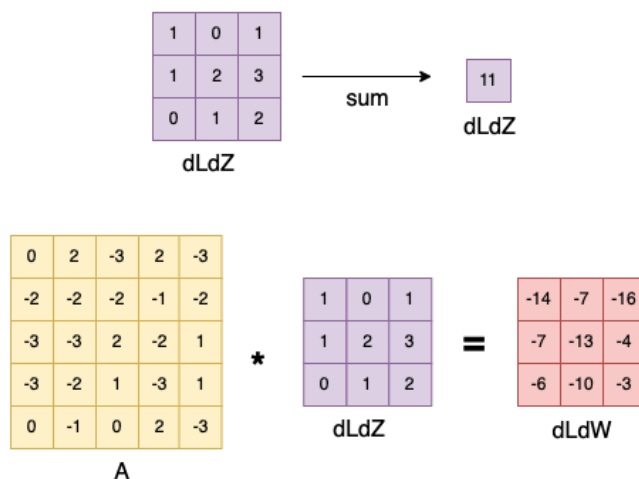 1 0 1
1 2 3
0 1 2
dLdZ
sum
11
dLdZ
0 2 -3 2 -3
-2 -2 -2 -1 -2
-3 -3 2 -2 1
-3 -2 1 -3 1
0 -1 0 2 -3
A
*
1 0 1
1 2 3
0 1 2
dLdZ
=
-14 -7 -16
-7 -13 -4
-6 -10 -3
dLdW